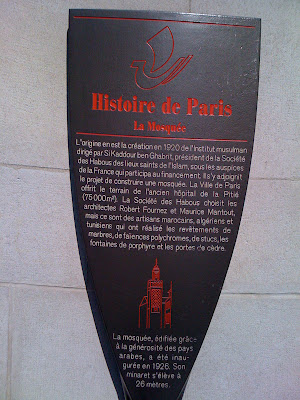 Histoire de Paris
La Mosquée
L'origine en est la création en 1920 de l'Institut musulman
dirigé par Si Kaddour ben Ghabrit, président de la Société
des Habous des lieux saints de l'Islam, sous les auspices
de la France qui participa au financement. Ils y adjoignit
le projet de construire une mosquée. La Ville de Paris
offrit le terrain de l'ancien hôpital de la Pitié
(7500m²). La Société des Habous choisit les
architectes Robert Fournez et Maurice Mantout,
mais ce sont des artisans marocains, algériens et
tunisiens qui ont réalisé les revêtements de
marbres, de faïences polychromes, de stucs, les
fontaines de porphyre et les portes de cèdre.
La mosquée, édifiée grâce
à la générosité des pays
arabes, a été inau-
gurée en 1926. Son
minaret s'élève à
26 mètres.